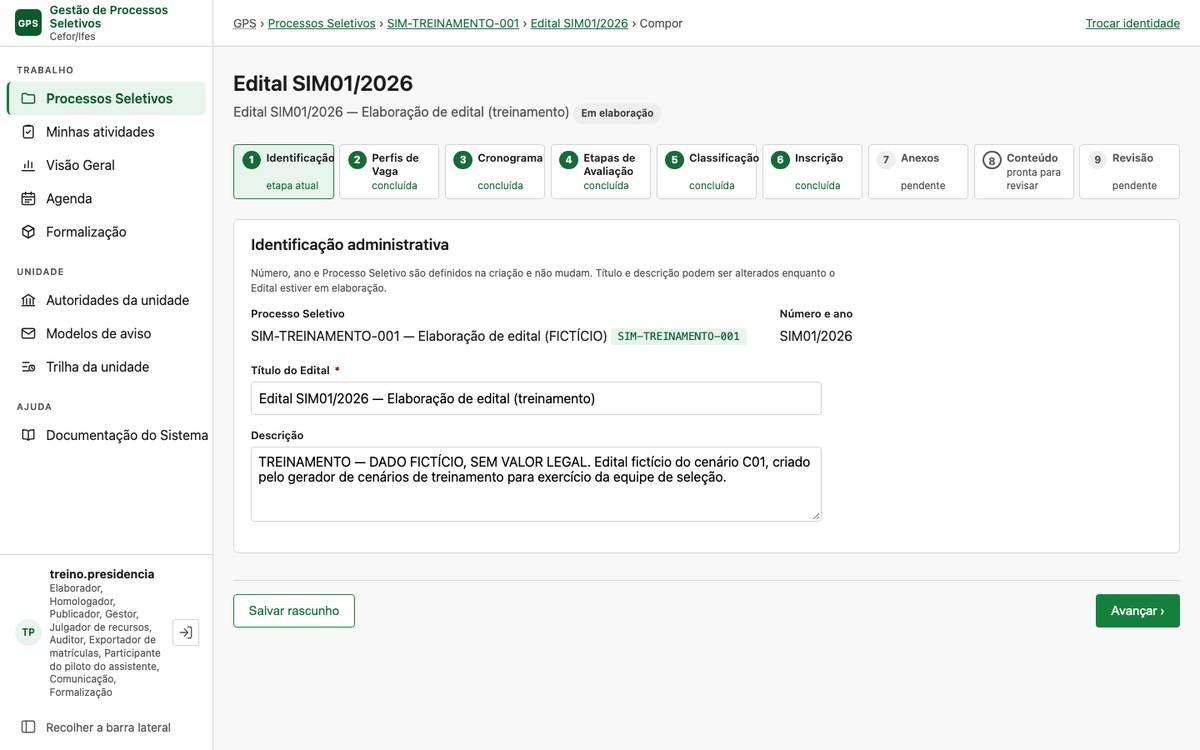 GPS
Gestão de Processos
Seletivos
Cefor/Ifes
GPS › Processos Seletivos › SIM-TREINAMENTO-001 › Edital SIM01/2026 › Compor
Trocar identidade
TRABALHO
Processos Seletivos
Minhas atividades
Visão Geral
Agenda
Formalização
UNIDADE
Autoridades da unidade
Modelos de aviso
Trilha da unidade
AJUDA
Documentação do Sistema
TP
treino.presidencia
Elaborador,
Homologador,
Publicador, Gestor,
Julgador de recursos,
Auditor, Exportador de
matrículas, Participante
do piloto do assistente,
Comunicação,
Formalização
Recolher a barra lateral
Edital SIM01/2026
Edital SIM01/2026 — Elaboração de edital (treinamento) Em elaboração
1 Identificação
etapa atual
2 Perfis de
Vaga
concluída
3 Cronograma
concluída
4 Etapas de
Avaliação
concluída
5 Classificação
concluída
6 Inscrição
concluída
7 Anexos
pendente
8 Conteúdo
pronta para
revisar
9 Revisão
pendente
Identificação administrativa
Número, ano e Processo Seletivo são definidos na criação e não mudam. Título e descrição podem ser alterados enquanto o
Edital estiver em elaboração.
Processo Seletivo
SIM-TREINAMENTO-001 — Elaboração de edital (FICTÍCIO) SIM-TREINAMENTO-001
Número e ano
SIM01/2026
Título do Edital *
Edital SIM01/2026 — Elaboração de edital (treinamento)
Descrição
TREINAMENTO — DADO FICTÍCIO, SEM VALOR LEGAL. Edital fictício do cenário C01, criado
pelo gerador de cenários de treinamento para exercício da equipe de seleção.
Salvar rascunho
Avançar ›